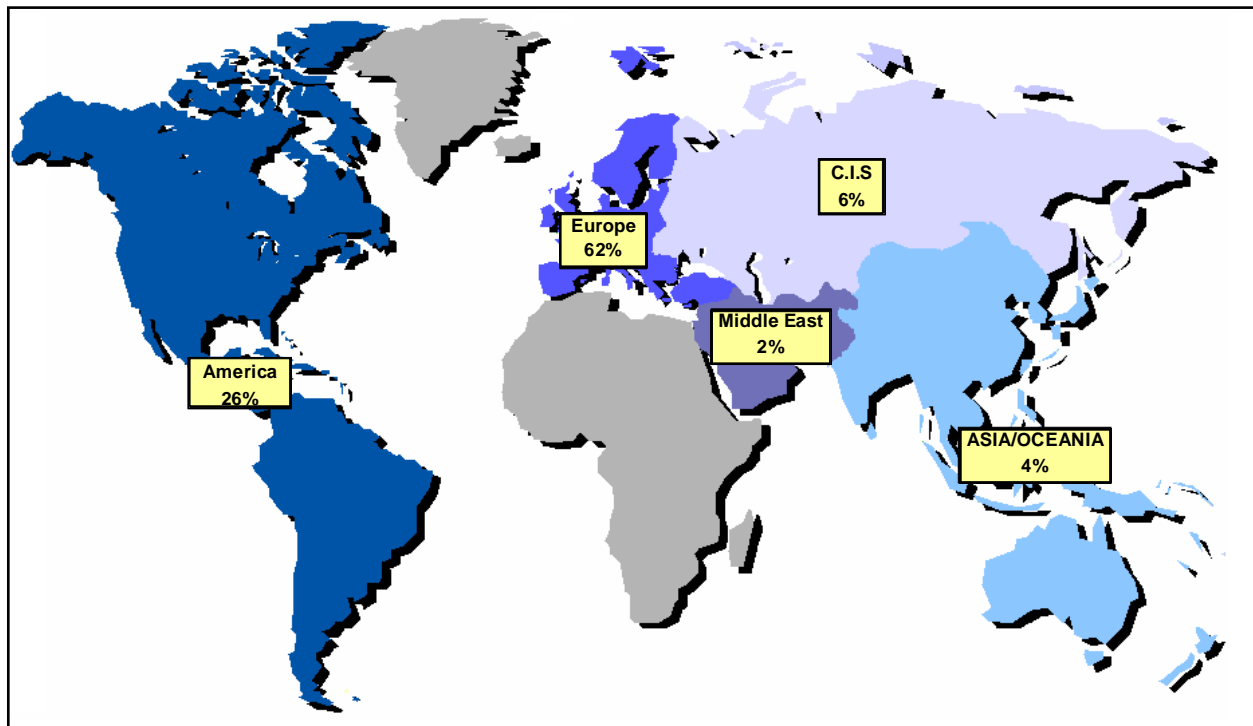 C.I.S
6%
Europe
62%
Middle East
2%
America
26%
ASIA/OCEANIA
4%